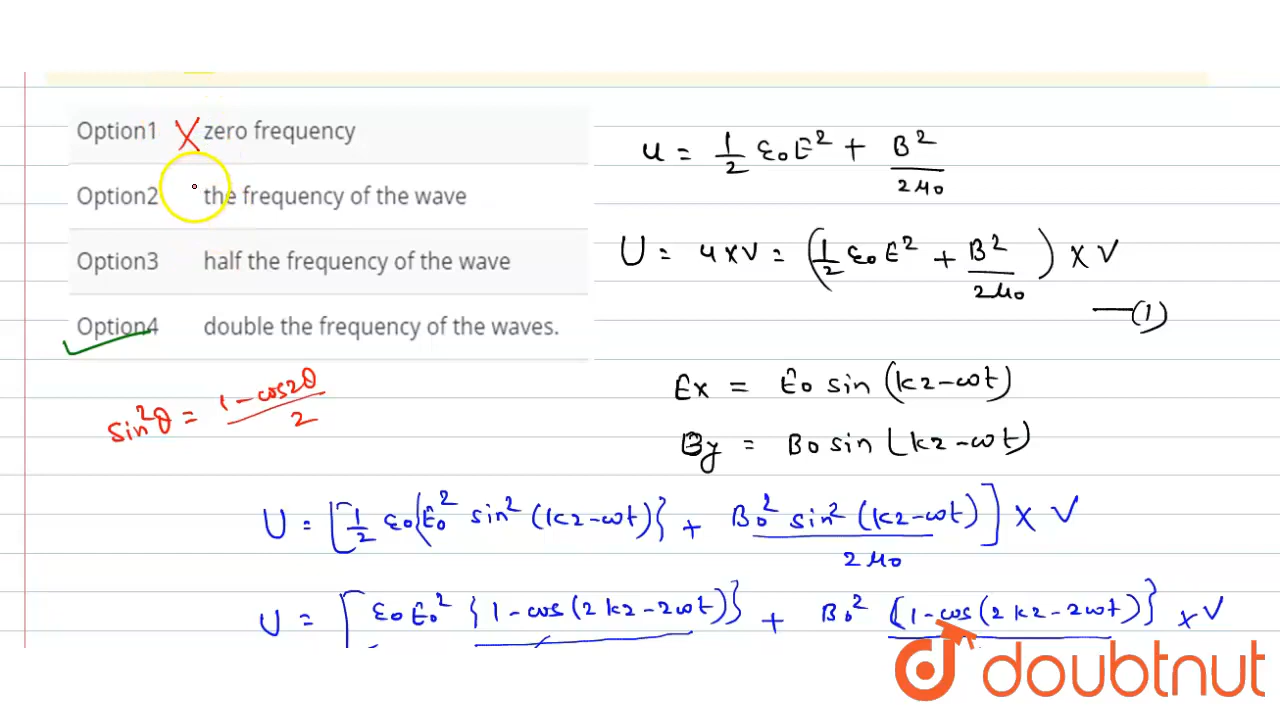 Option1 X zero frequency
Option2 the frequency of the wave
Option3 half the frequency of the wave
Option4 double the frequency of the waves.
u = 1/2 ε0E² + B²/2μ0
U = u×V = (1/2 ε0E² + B²/2μ0) × V —(1)
Ex = E0 sin (kz-ωt)
By = B0 sin (kz-ωt)
sin²θ = 1-cos2θ/2
U = [1/2 ε0{E0² sin² (kz-ωt)} + B0² sin² (kz-ωt)/2μ0] × V
U = [ε0E0² {1-cos(2kz-2ωt)} + B0² {1-cos(2kz-2ωt)} × V
doubtnut